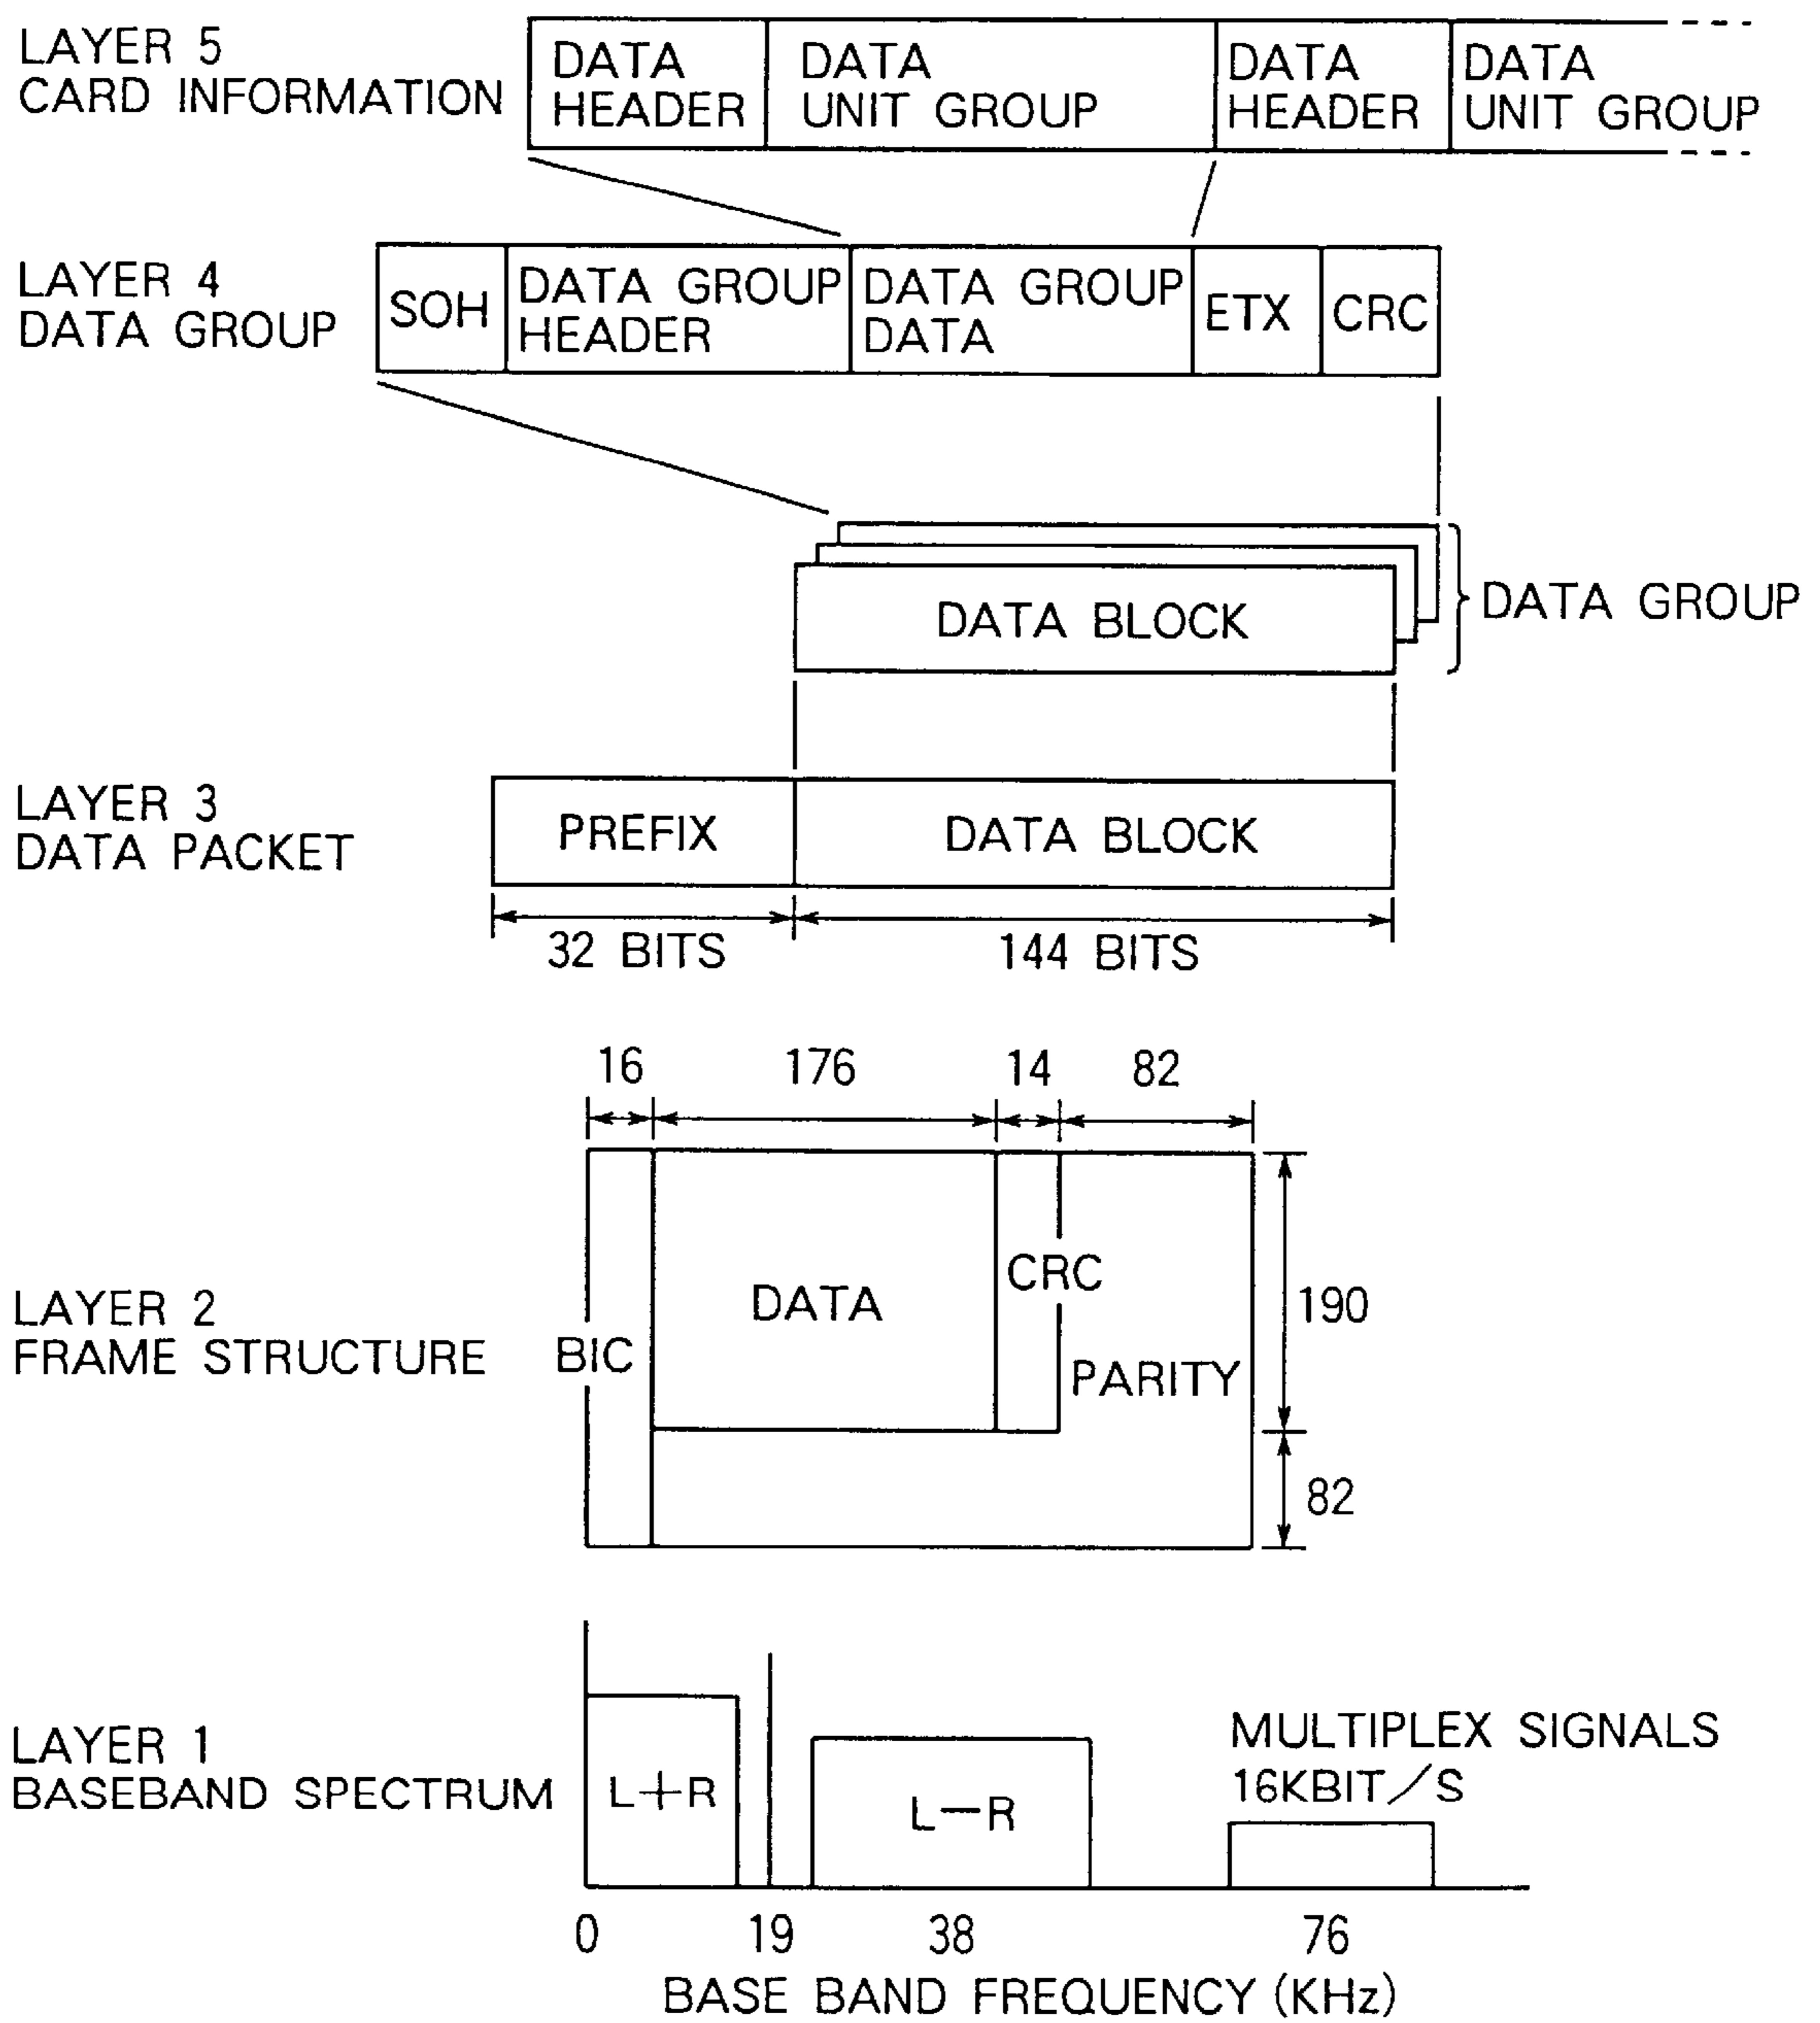 LAYER 5
CARD INFORMATION
DATA
HEADER
DATA
UNIT GROUP
DATA
HEADER
DATA
UNIT GROUP
LAYER 4
DATA GROUP
SOH
DATA GROUP
HEADER
DATA GROUP
DATA
ETX
CRC
DATA BLOCK
DATA GROUP
LAYER 3
DATA PACKET
PREFIX
DATA BLOCK
32 BITS
144 BITS
16
176
14
82
LAYER 2
FRAME STRUCTURE
BIC
DATA
CRC
PARITY
190
82
LAYER 1
BASEBAND SPECTRUM
L+R
L−R
MULTIPLEX SIGNALS
16KBIT/S
0 19 38 76
BASE BAND FREQUENCY (KHz)